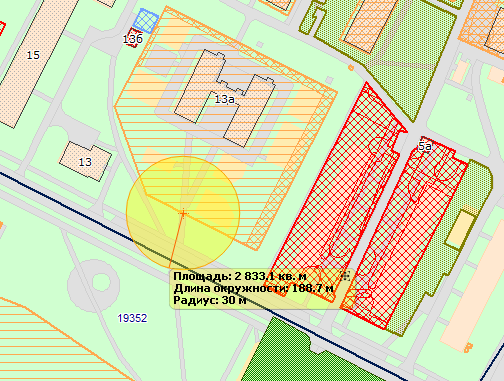 13б
15
13а
5а
13
Площадь: 2 833,1 кв. м
Длина окружности: 188,7 м
Радиус: 30 м
19352